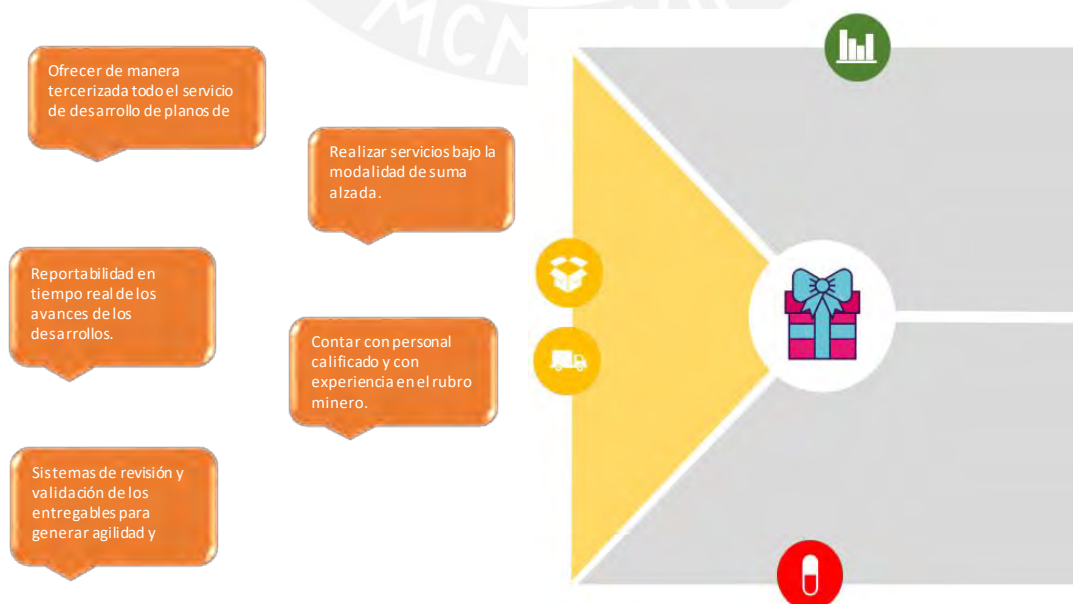 MCM
Ofrecer de manera
tercerizada todo el servicio
de desarrollo de planos de
Realizar servicios bajo la
modalidad de suma
alzada.
Reportabilidad en
tiempo real de los
avances de los
desarrollos.
Contar con personal
calificado y con
experiencia en el rubro
minero.
Sistemas de revisión y
validación de los
entregables para
generar agilidad y